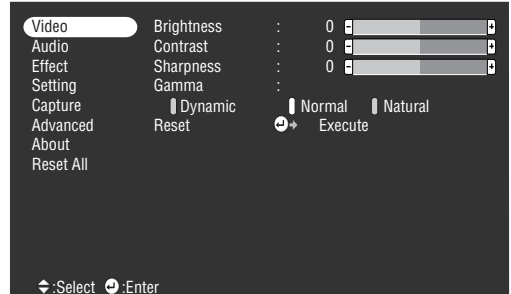 Video Brightness : 0 - +
Audio Contrast : 0 - +
Effect Sharpness : 0 - +
Setting Gamma :
Capture Dynamic Normal Natural
Advanced Reset Execute
About
Reset All
:Select :Enter